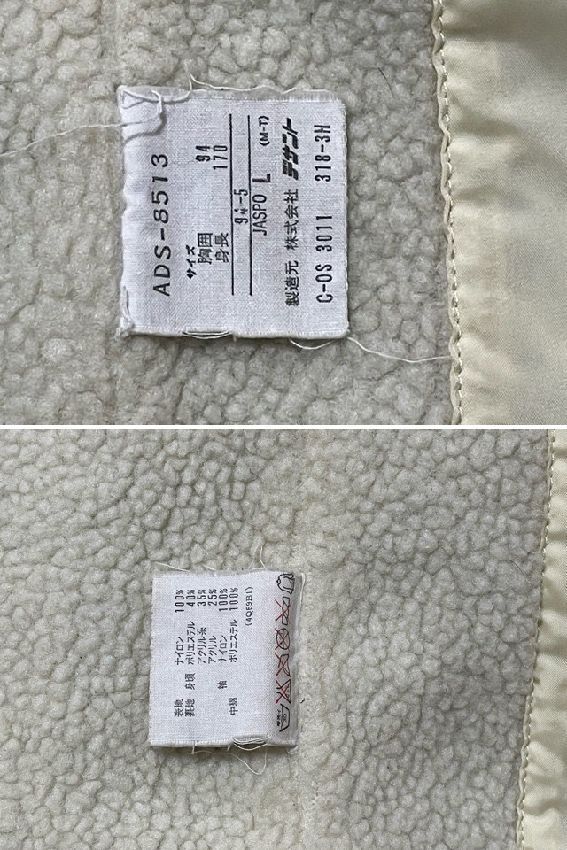 ADS-8513
サイズ
胸囲 94
身長 170
94-5
JASPO L (M-T)
製造元 株式会社 デサント
C-OS 3011 318-3H
表地 ナイロン 100%
裏地 身頃 ポリエステル 40%
アクリル系 35%
アクリル 25%
袖 ナイロン 100%
中綿 ポリエステル 100%